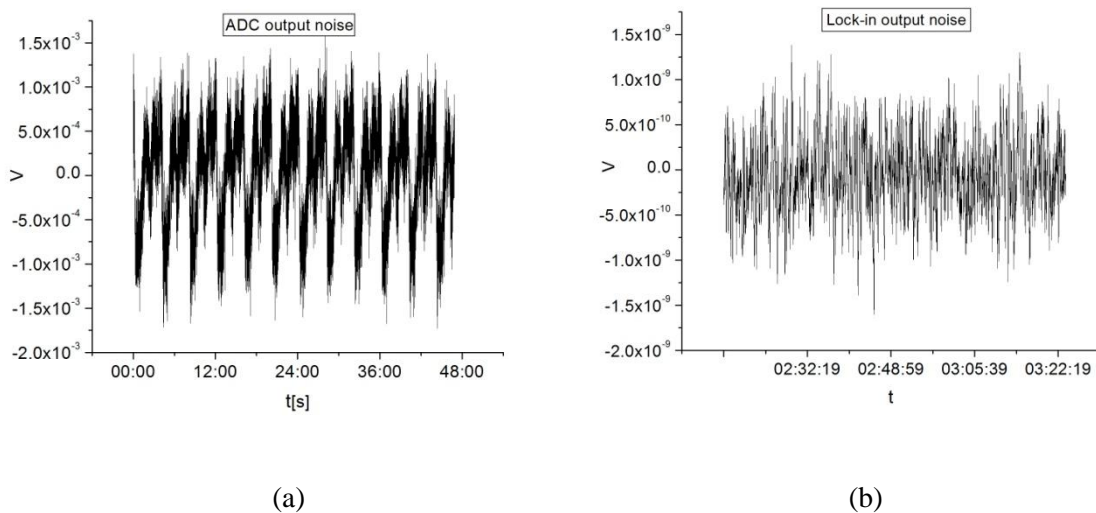 ADC output noise
1.5x10⁻³
1.0x10⁻³
5.0x10⁻⁴
0.0
-5.0x10⁻⁴
-1.0x10⁻³
-1.5x10⁻³
-2.0x10⁻³
V
00:00 12:00 24:00 36:00 48:00
t[s]
(a)
Lock-in output noise
1.5x10⁻⁹
1.0x10⁻⁹
5.0x10⁻¹⁰
0.0
-5.0x10⁻¹⁰
-1.0x10⁻⁹
-1.5x10⁻⁹
-2.0x10⁻⁹
V
02:32:19 02:48:59 03:05:39 03:22:19
t
(b)